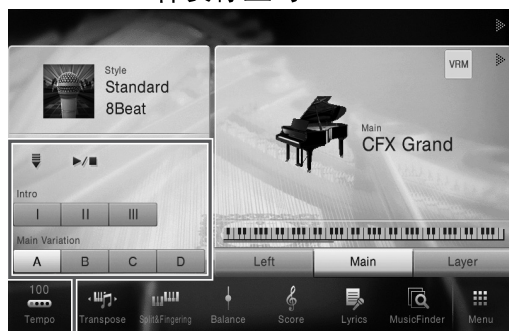 Style
Standard
8Beat
VRM
Main
CFX Grand
Intro
I II III
Main Variation
A B C D
Left Main Layer
100
Tempo Transpose Split&Fingering Balance Score Lyrics MusicFinder Menu